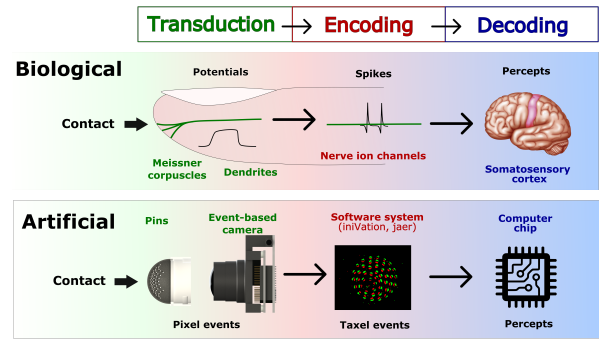 Transduction
Encoding
Decoding
Biological
Potentials
Spikes
Percepts
Contact
Meissner
corpuscles
Dendrites
Nerve ion channels
Somatosensory
cortex
Artificial
Pins
Event-based
camera
Software system
(iniVation, jaer)
Computer
chip
Contact
Pixel events
Taxel events
Percepts